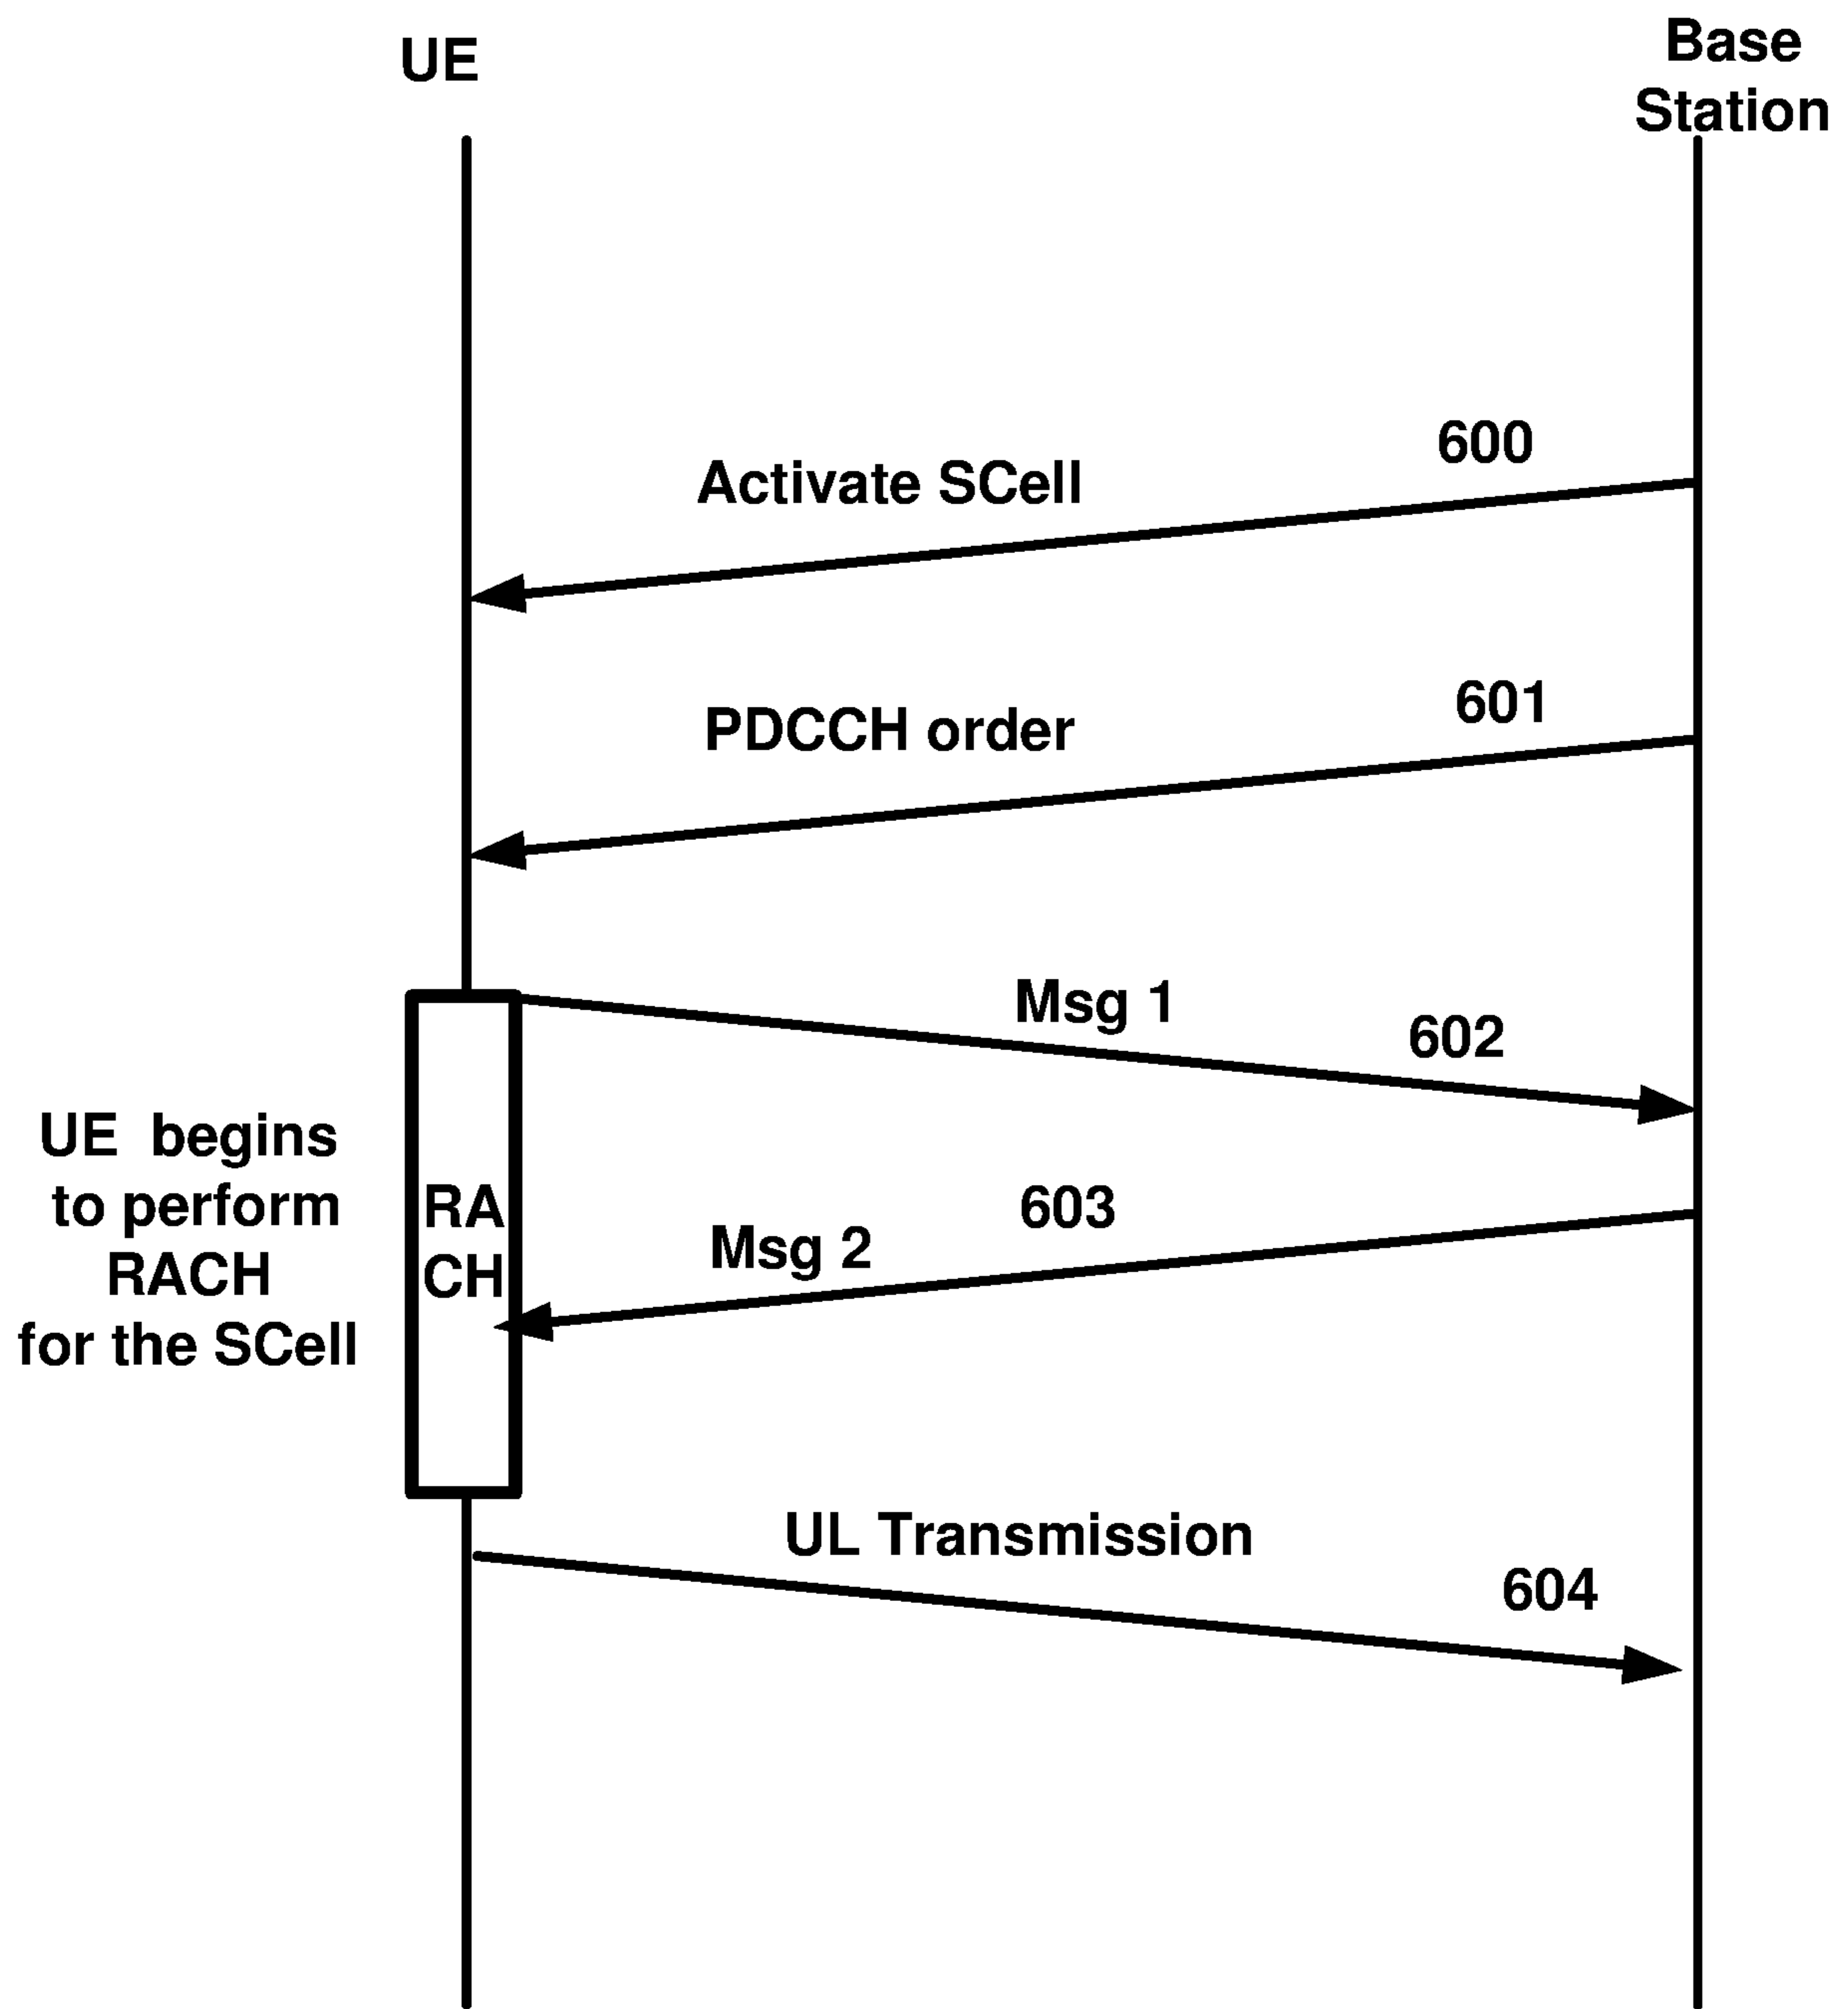 UE
Base
Station
600
Activate SCell
601
PDCCH order
Msg 1
602
UE begins
to perform
RACH
for the SCell
RA
CH
603
Msg 2
UL Transmission
604